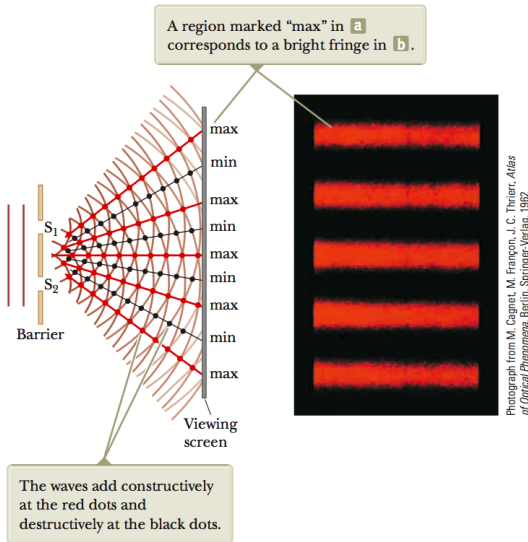 A region marked “max” in a
corresponds to a bright fringe in b.
max
min
max
min
max
min
max
min
max
S1
S2
Barrier
Viewing
screen
The waves add constructively
at the red dots and
destructively at the black dots.
Photograph from M. Cagnet, M. Françon, J. C. Thrierr, Atlas
of Optical Phenomena, Berlin, Springer-Verlag, 1962